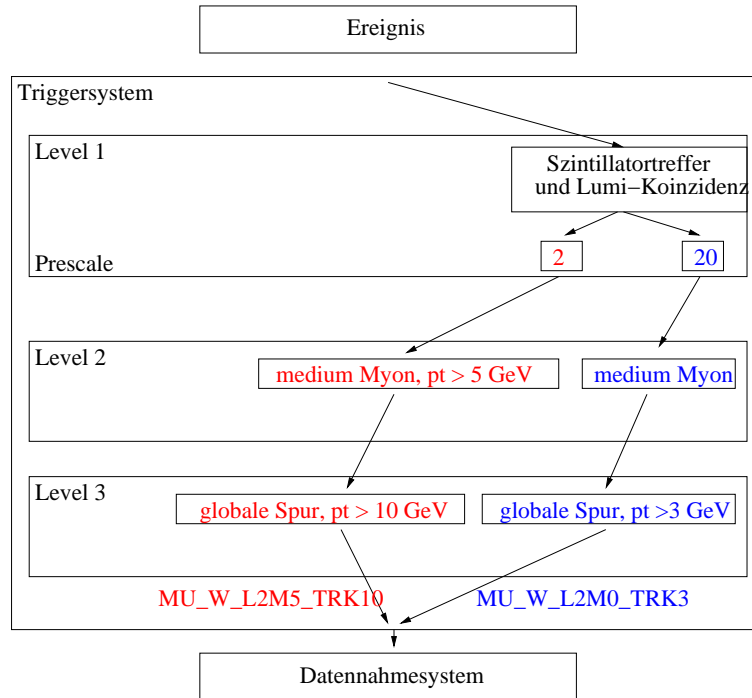 Ereignis
Triggersystem
Level 1
Szintillatortreffer
und Lumi−Koinzidenz
Prescale
2
20
Level 2
medium Myon, pt > 5 GeV
medium Myon
Level 3
globale Spur, pt > 10 GeV
globale Spur, pt >3 GeV
MU_W_L2M5_TRK10
MU_W_L2M0_TRK3
Datennahmesystem